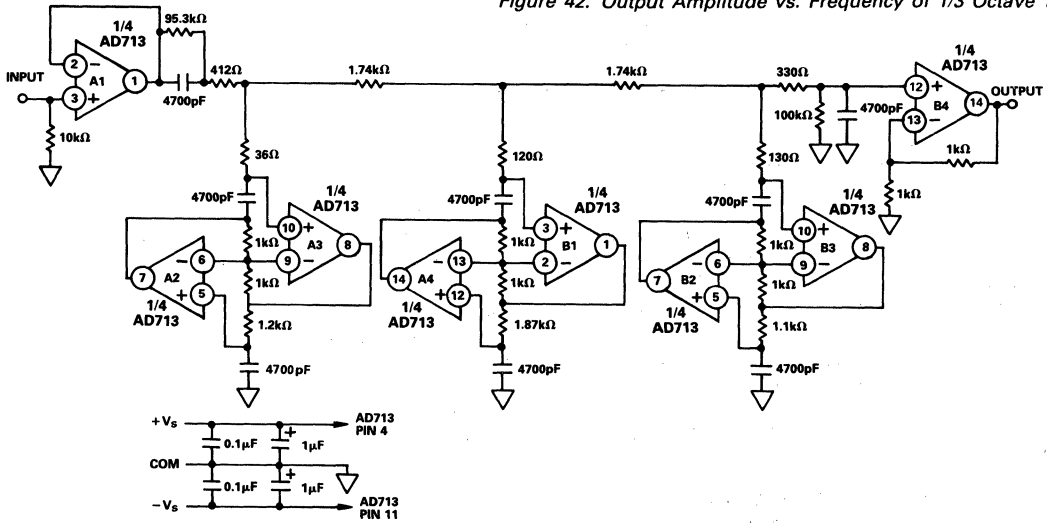 Figure 42. Output Amplitude vs. Frequency of 1/3 Octave
1/4
AD713
95.3kΩ
2
−
A1
1
INPUT
3
+
4700pF
412Ω
1.74kΩ
1.74kΩ
330Ω
10kΩ
100kΩ
4700pF
1/4
AD713
12
+
B4
14
OUTPUT
13
−
1kΩ
1kΩ
36Ω
4700pF
1/4
AD713
10
+
A3
8
1kΩ
9
−
−
6
7
A2
+
5
1kΩ
1/4
AD713
1.2kΩ
4700pF
120Ω
4700pF
1/4
AD713
3
+
B1
1
1kΩ
2
−
−
13
14
A4
+
12
1kΩ
1/4
AD713
1.87kΩ
4700pF
130Ω
4700pF
1/4
AD713
10
+
B3
8
1kΩ
9
−
−
6
7
B2
+
5
1kΩ
1/4
AD713
1.1kΩ
4700pF
+VS
AD713
PIN 4
0.1μF
+
1μF
COM
0.1μF
+
1μF
−VS
AD713
PIN 11